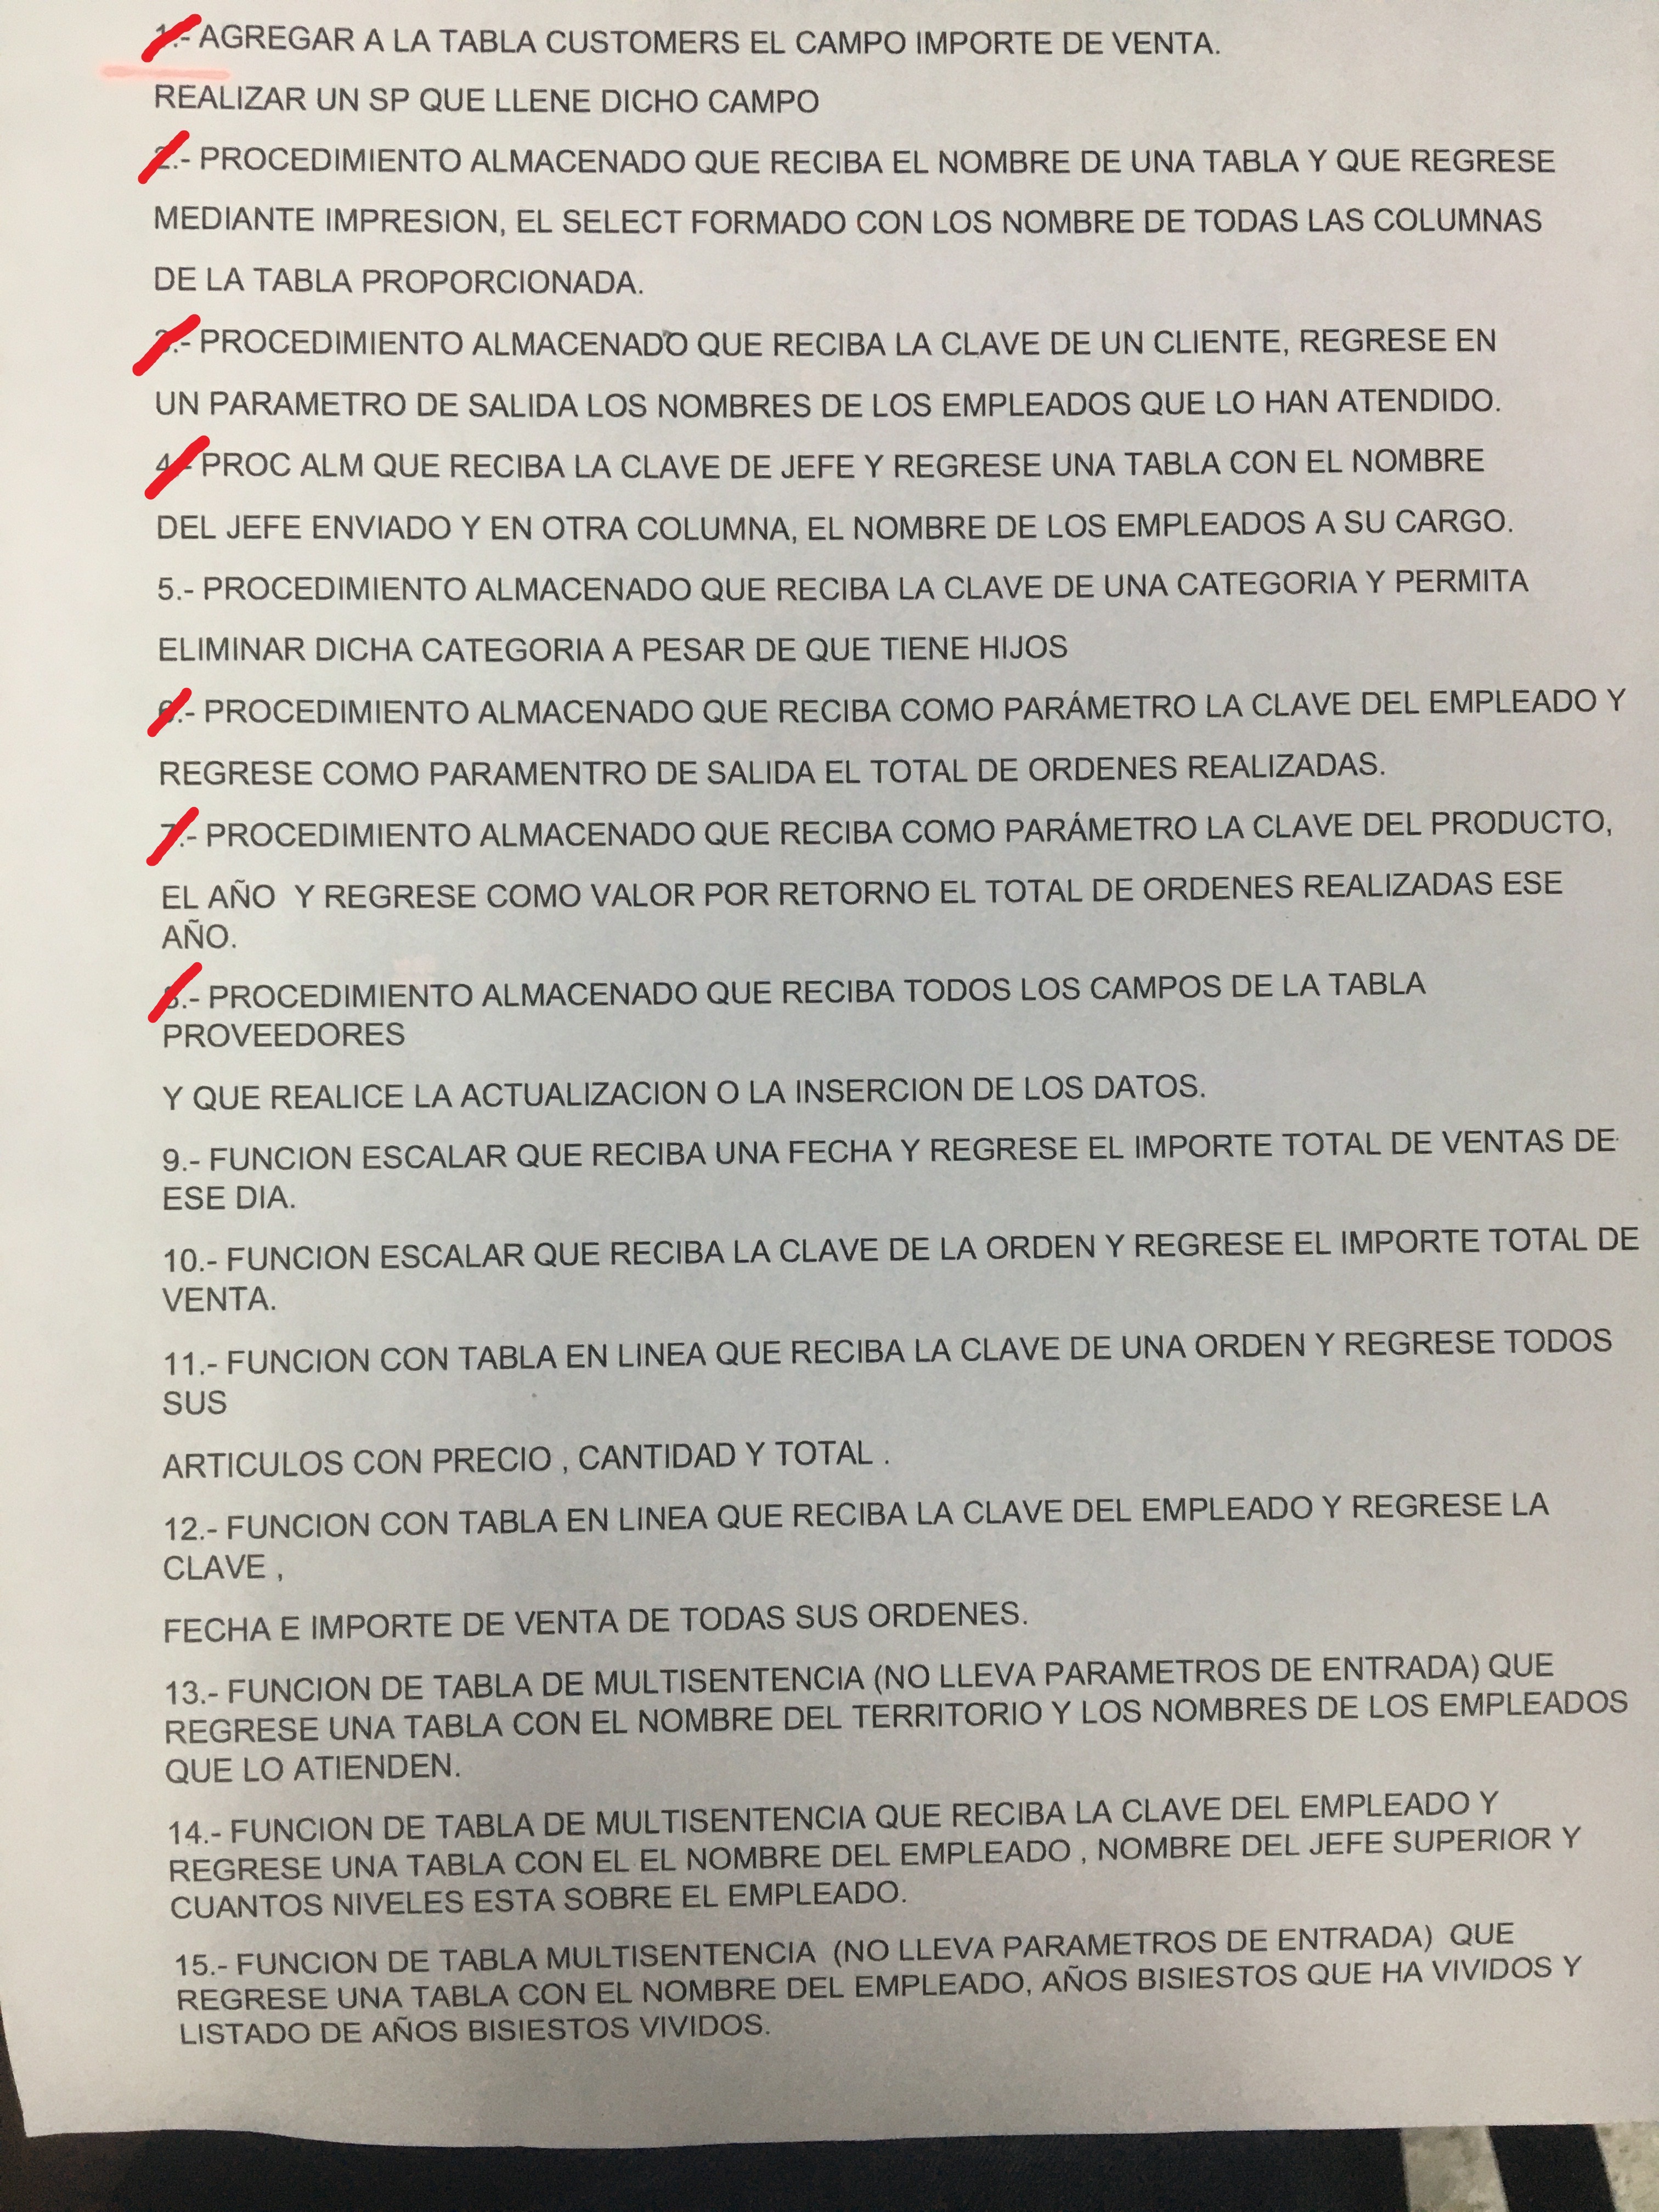 1.- AGREGAR A LA TABLA CUSTOMERS EL CAMPO IMPORTE DE VENTA.
REALIZAR UN SP QUE LLENE DICHO CAMPO
2.- PROCEDIMIENTO ALMACENADO QUE RECIBA EL NOMBRE DE UNA TABLA Y QUE REGRESE
MEDIANTE IMPRESION, EL SELECT FORMADO CON LOS NOMBRE DE TODAS LAS COLUMNAS
DE LA TABLA PROPORCIONADA.
3.- PROCEDIMIENTO ALMACENADO QUE RECIBA LA CLAVE DE UN CLIENTE, REGRESE EN
UN PARAMETRO DE SALIDA LOS NOMBRES DE LOS EMPLEADOS QUE LO HAN ATENDIDO.
4.- PROC ALM QUE RECIBA LA CLAVE DE JEFE Y REGRESE UNA TABLA CON EL NOMBRE
DEL JEFE ENVIADO Y EN OTRA COLUMNA, EL NOMBRE DE LOS EMPLEADOS A SU CARGO.
5.- PROCEDIMIENTO ALMACENADO QUE RECIBA LA CLAVE DE UNA CATEGORIA Y PERMITA
ELIMINAR DICHA CATEGORIA A PESAR DE QUE TIENE HIJOS
6.- PROCEDIMIENTO ALMACENADO QUE RECIBA COMO PARÁMETRO LA CLAVE DEL EMPLEADO Y
REGRESE COMO PARAMENTRO DE SALIDA EL TOTAL DE ORDENES REALIZADAS.
7.- PROCEDIMIENTO ALMACENADO QUE RECIBA COMO PARÁMETRO LA CLAVE DEL PRODUCTO,
EL AÑO Y REGRESE COMO VALOR POR RETORNO EL TOTAL DE ORDENES REALIZADAS ESE
AÑO.
8.- PROCEDIMIENTO ALMACENADO QUE RECIBA TODOS LOS CAMPOS DE LA TABLA
PROVEEDORES
Y QUE REALICE LA ACTUALIZACION O LA INSERCION DE LOS DATOS.
9.- FUNCION ESCALAR QUE RECIBA UNA FECHA Y REGRESE EL IMPORTE TOTAL DE VENTAS DE
ESE DIA.
10.- FUNCION ESCALAR QUE RECIBA LA CLAVE DE LA ORDEN Y REGRESE EL IMPORTE TOTAL DE
VENTA.
11.- FUNCION CON TABLA EN LINEA QUE RECIBA LA CLAVE DE UNA ORDEN Y REGRESE TODOS
SUS
ARTICULOS CON PRECIO , CANTIDAD Y TOTAL .
12.- FUNCION CON TABLA EN LINEA QUE RECIBA LA CLAVE DEL EMPLEADO Y REGRESE LA
CLAVE ,
FECHA E IMPORTE DE VENTA DE TODAS SUS ORDENES.
13.- FUNCION DE TABLA DE MULTISENTENCIA (NO LLEVA PARAMETROS DE ENTRADA) QUE
REGRESE UNA TABLA CON EL NOMBRE DEL TERRITORIO Y LOS NOMBRES DE LOS EMPLEADOS
QUE LO ATIENDEN.
14.- FUNCION DE TABLA DE MULTISENTENCIA QUE RECIBA LA CLAVE DEL EMPLEADO Y
REGRESE UNA TABLA CON EL EL NOMBRE DEL EMPLEADO , NOMBRE DEL JEFE SUPERIOR Y
CUANTOS NIVELES ESTA SOBRE EL EMPLEADO.
15.- FUNCION DE TABLA MULTISENTENCIA (NO LLEVA PARAMETROS DE ENTRADA) QUE
REGRESE UNA TABLA CON EL NOMBRE DEL EMPLEADO, AÑOS BISIESTOS QUE HA VIVIDOS Y
LISTADO DE AÑOS BISIESTOS VIVIDOS.